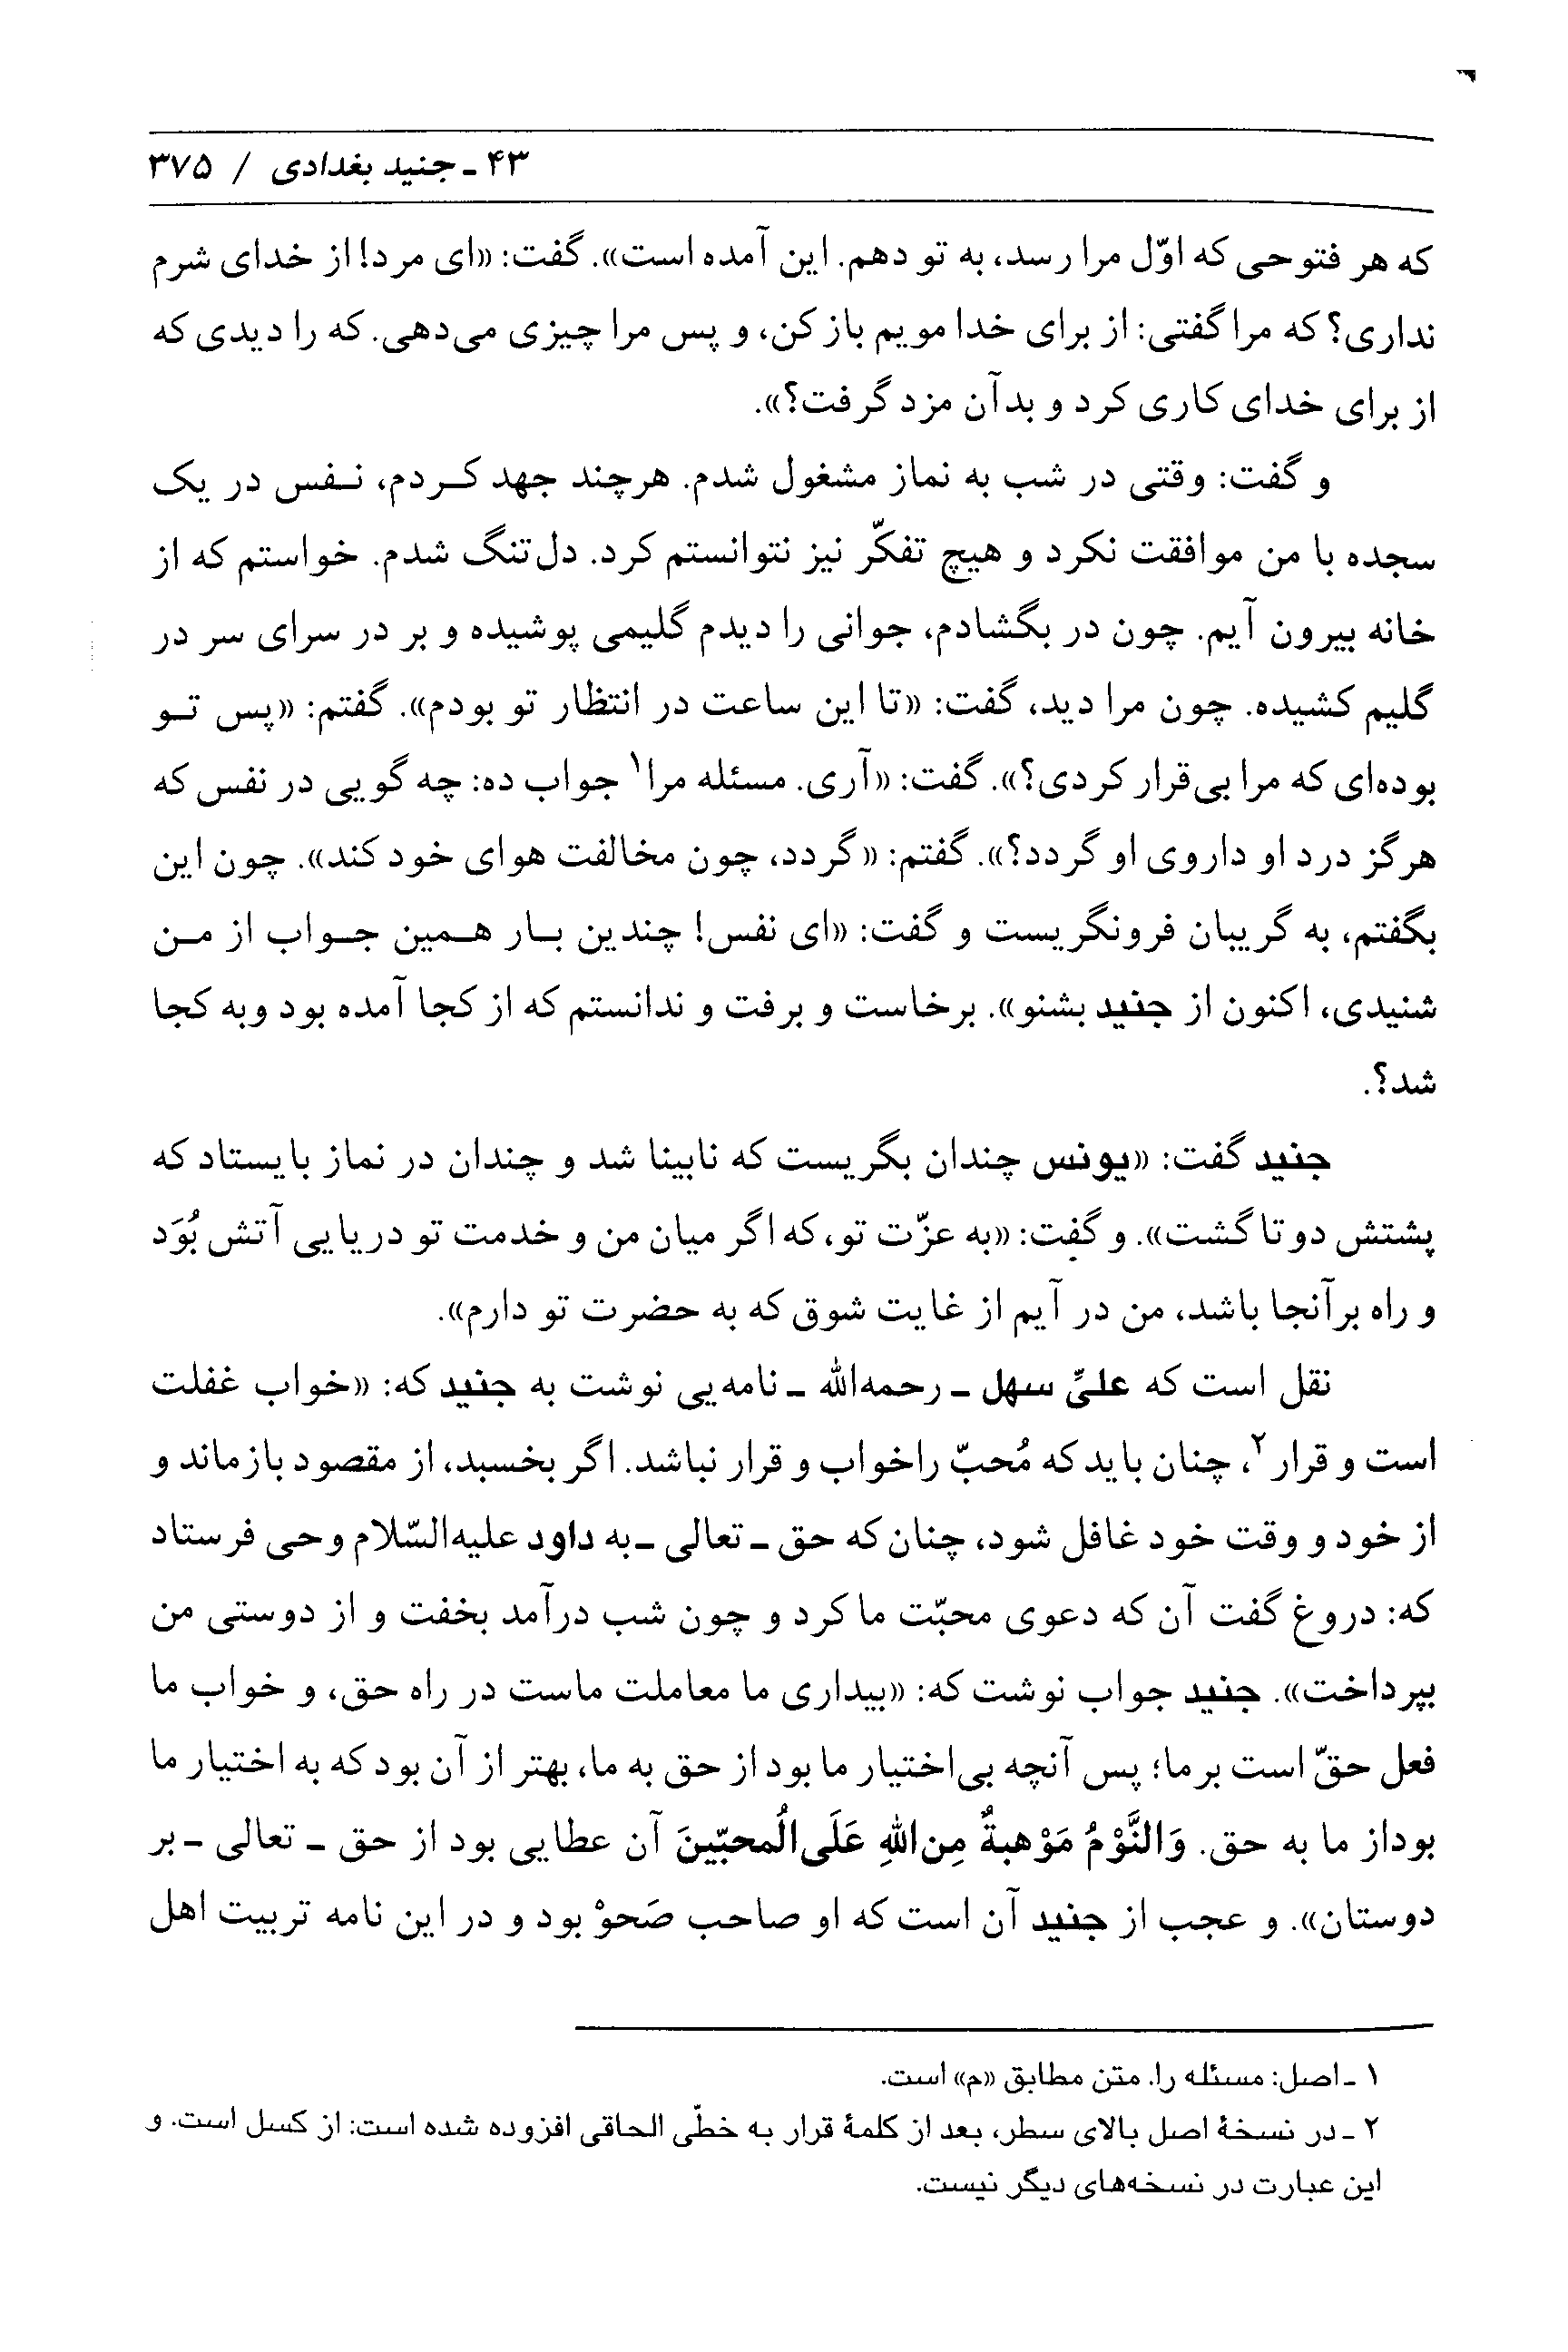 ۴۳ ـ جنید بغدادی / ۳۷۵
که هر فتوحی که اوّل مرا رسد، به تو دهم. این آمده است». گفت: «ای مرد! از خدای شرم
نداری؟ که مرا گفتی: از برای خدا مویم باز کن، و پس مرا چیزی می‌دهی. که را دیدی که
از برای خدای کاری کرد و بدآن مزد گرفت؟».
و گفت: وقتی در شب به نماز مشغول شدم. هرچند جهد کردم، نفس در یک
سجده با من موافقت نکرد و هیچ تفکّر نیز نتوانستم کرد. دل‌تنگ شدم. خواستم که از
خانه بیرون آیم. چون در بگشادم، جوانی را دیدم گلیمی پوشیده و بر در سرای سر در
گلیم کشیده. چون مرا دید، گفت: «تا این ساعت در انتظار تو بودم». گفتم: «پس تو
بوده‌ای که مرا بی‌قرار کردی؟». گفت: «آری. مسئله مرا۱ جواب ده: چه گویی در نفس که
هرگز درد او داروی او گردد؟». گفتم: «گردد، چون مخالفت هوای خود کند». چون این
بگفتم، به گریبان فرونگریست و گفت: «ای نفس! چندین بار همین جواب از من
شنیدی، اکنون از جنید بشنو». برخاست و برفت و ندانستم که از کجا آمده بود وبه کجا
شد؟.
جنید گفت: «یونس چندان بگریست که نابینا شد و چندان در نماز بایستاد که
پشتش دو تا گشت». و گفت: «به عزّت تو، که اگر میان من و خدمت تو دریایی آتش بُوَد
و راه برآنجا باشد، من در آیم از غایت شوق که به حضرت تو دارم».
نقل است که علیِّ سهل ـ رحمه‌الله ـ نامه‌یی نوشت به جنید که: «خواب غفلت
است و قرار۲، چنان باید که مُحبّ را خواب و قرار نباشد. اگر بخسبد، از مقصود بازماند و
از خود و وقت خود غافل شود، چنان که حق ـ تعالی ـ به داود علیه‌السّلام وحی فرستاد
که: دروغ گفت آن که دعوی محبّت ما کرد و چون شب درآمد بخفت و از دوستی من
بپرداخت». جنید جواب نوشت که: «بیداری ما معاملت ماست در راه حق، و خواب ما
فعل حقّ است بر ما؛ پس آنچه بی‌اختیار ما بود از حق به ما، بهتر از آن بود که به اختیار ما
بوداز ما به حق. وَالنَّوْمُ مَوْهبةٌ مِن‌اللهِ عَلَی‌الُمحبّینَ آن عطایی بود از حق ـ تعالی ـ بر
دوستان». و عجب از جنید آن است که او صاحب صَحوْ بود و در این نامه تربیت اهل
۱ ـ اصل: مسئله را. متن مطابق «م» است.
۲ ـ در نسخهٔ اصل بالای سطر، بعد از کلمهٔ قرار به خطّی الحاقی افزوده شده است: از کسل است. و
این عبارت در نسخه‌های دیگر نیست.